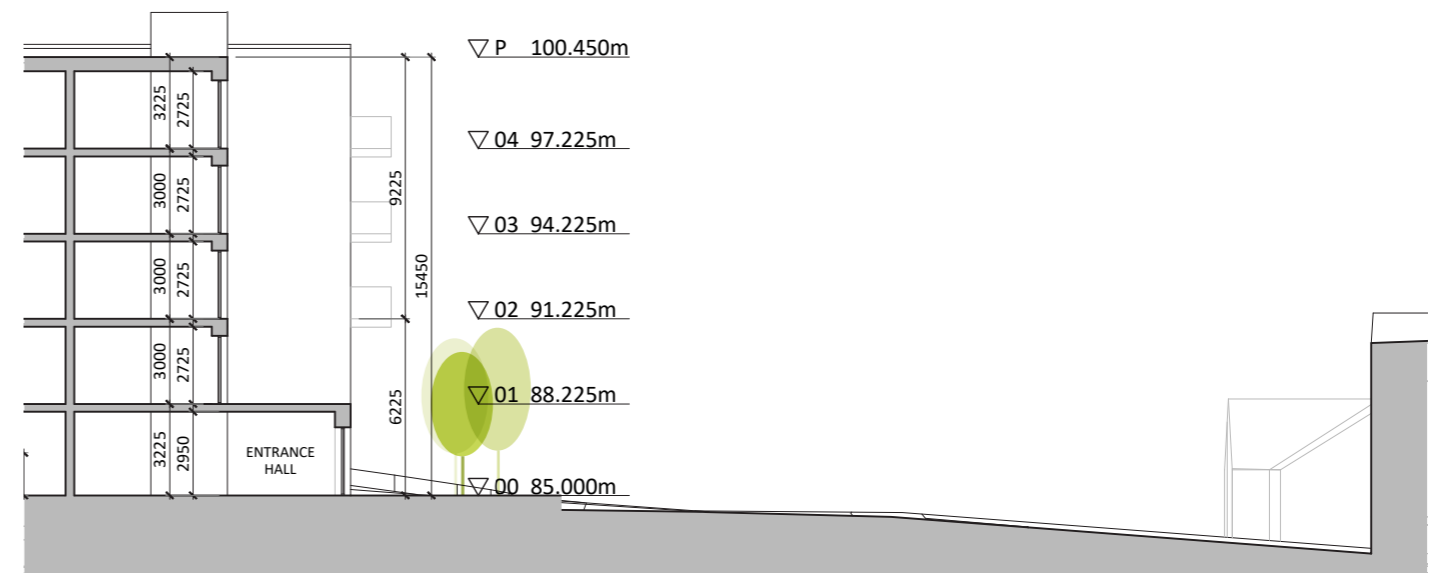 ▽ P 100.450m
▽ 04 97.225m
▽ 03 94.225m
▽ 02 91.225m
▽ 01 88.225m
▽ 00 85.000m
3225
2725
3000
2725
3000
2725
3000
2725
3225
2950
9225
6225
15450
ENTRANCE
HALL